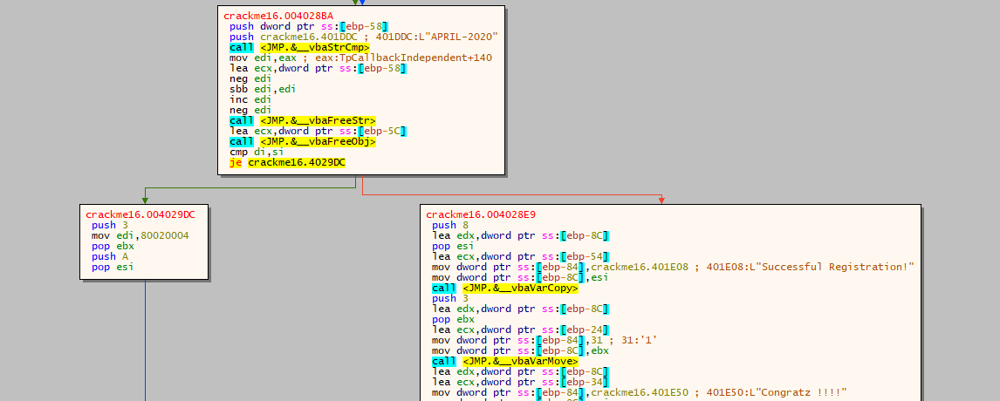 crackme16.004028BA
push dword ptr ss:[ebp-58]
push crackme16.401DDC ; 401DDC:L"APRIL-2020"
call <JMP.&__vbaStrCmp>
mov edi,eax ; eax:TpCallbackIndependent+140
lea ecx,dword ptr ss:[ebp-58]
neg edi
sbb edi,edi
inc edi
neg edi
call <JMP.&__vbaFreeStr>
lea ecx,dword ptr ss:[ebp-5C]
call <JMP.&__vbaFreeObj>
cmp di,si
je crackme16.4029DC
crackme16.004029DC
push 3
mov edi,80020004
pop ebx
push A
pop esi
crackme16.004028E9
push 8
lea edx,dword ptr ss:[ebp-8C]
pop esi
lea ecx,dword ptr ss:[ebp-54]
mov dword ptr ss:[ebp-84],crackme16.401E08 ; 401E08:L"Successful Registration!"
mov dword ptr ss:[ebp-8C],esi
call <JMP.&__vbaVarCopy>
push 3
lea edx,dword ptr ss:[ebp-8C]
pop ebx
lea ecx,dword ptr ss:[ebp-24]
mov dword ptr ss:[ebp-84],31 ; 31:'1'
mov dword ptr ss:[ebp-8C],ebx
call <JMP.&__vbaVarMove>
lea edx,dword ptr ss:[ebp-8C]
lea ecx,dword ptr ss:[ebp-34]
mov dword ptr ss:[ebp-84],crackme16.401E50 ; 401E50:L"Congratz !!!!"